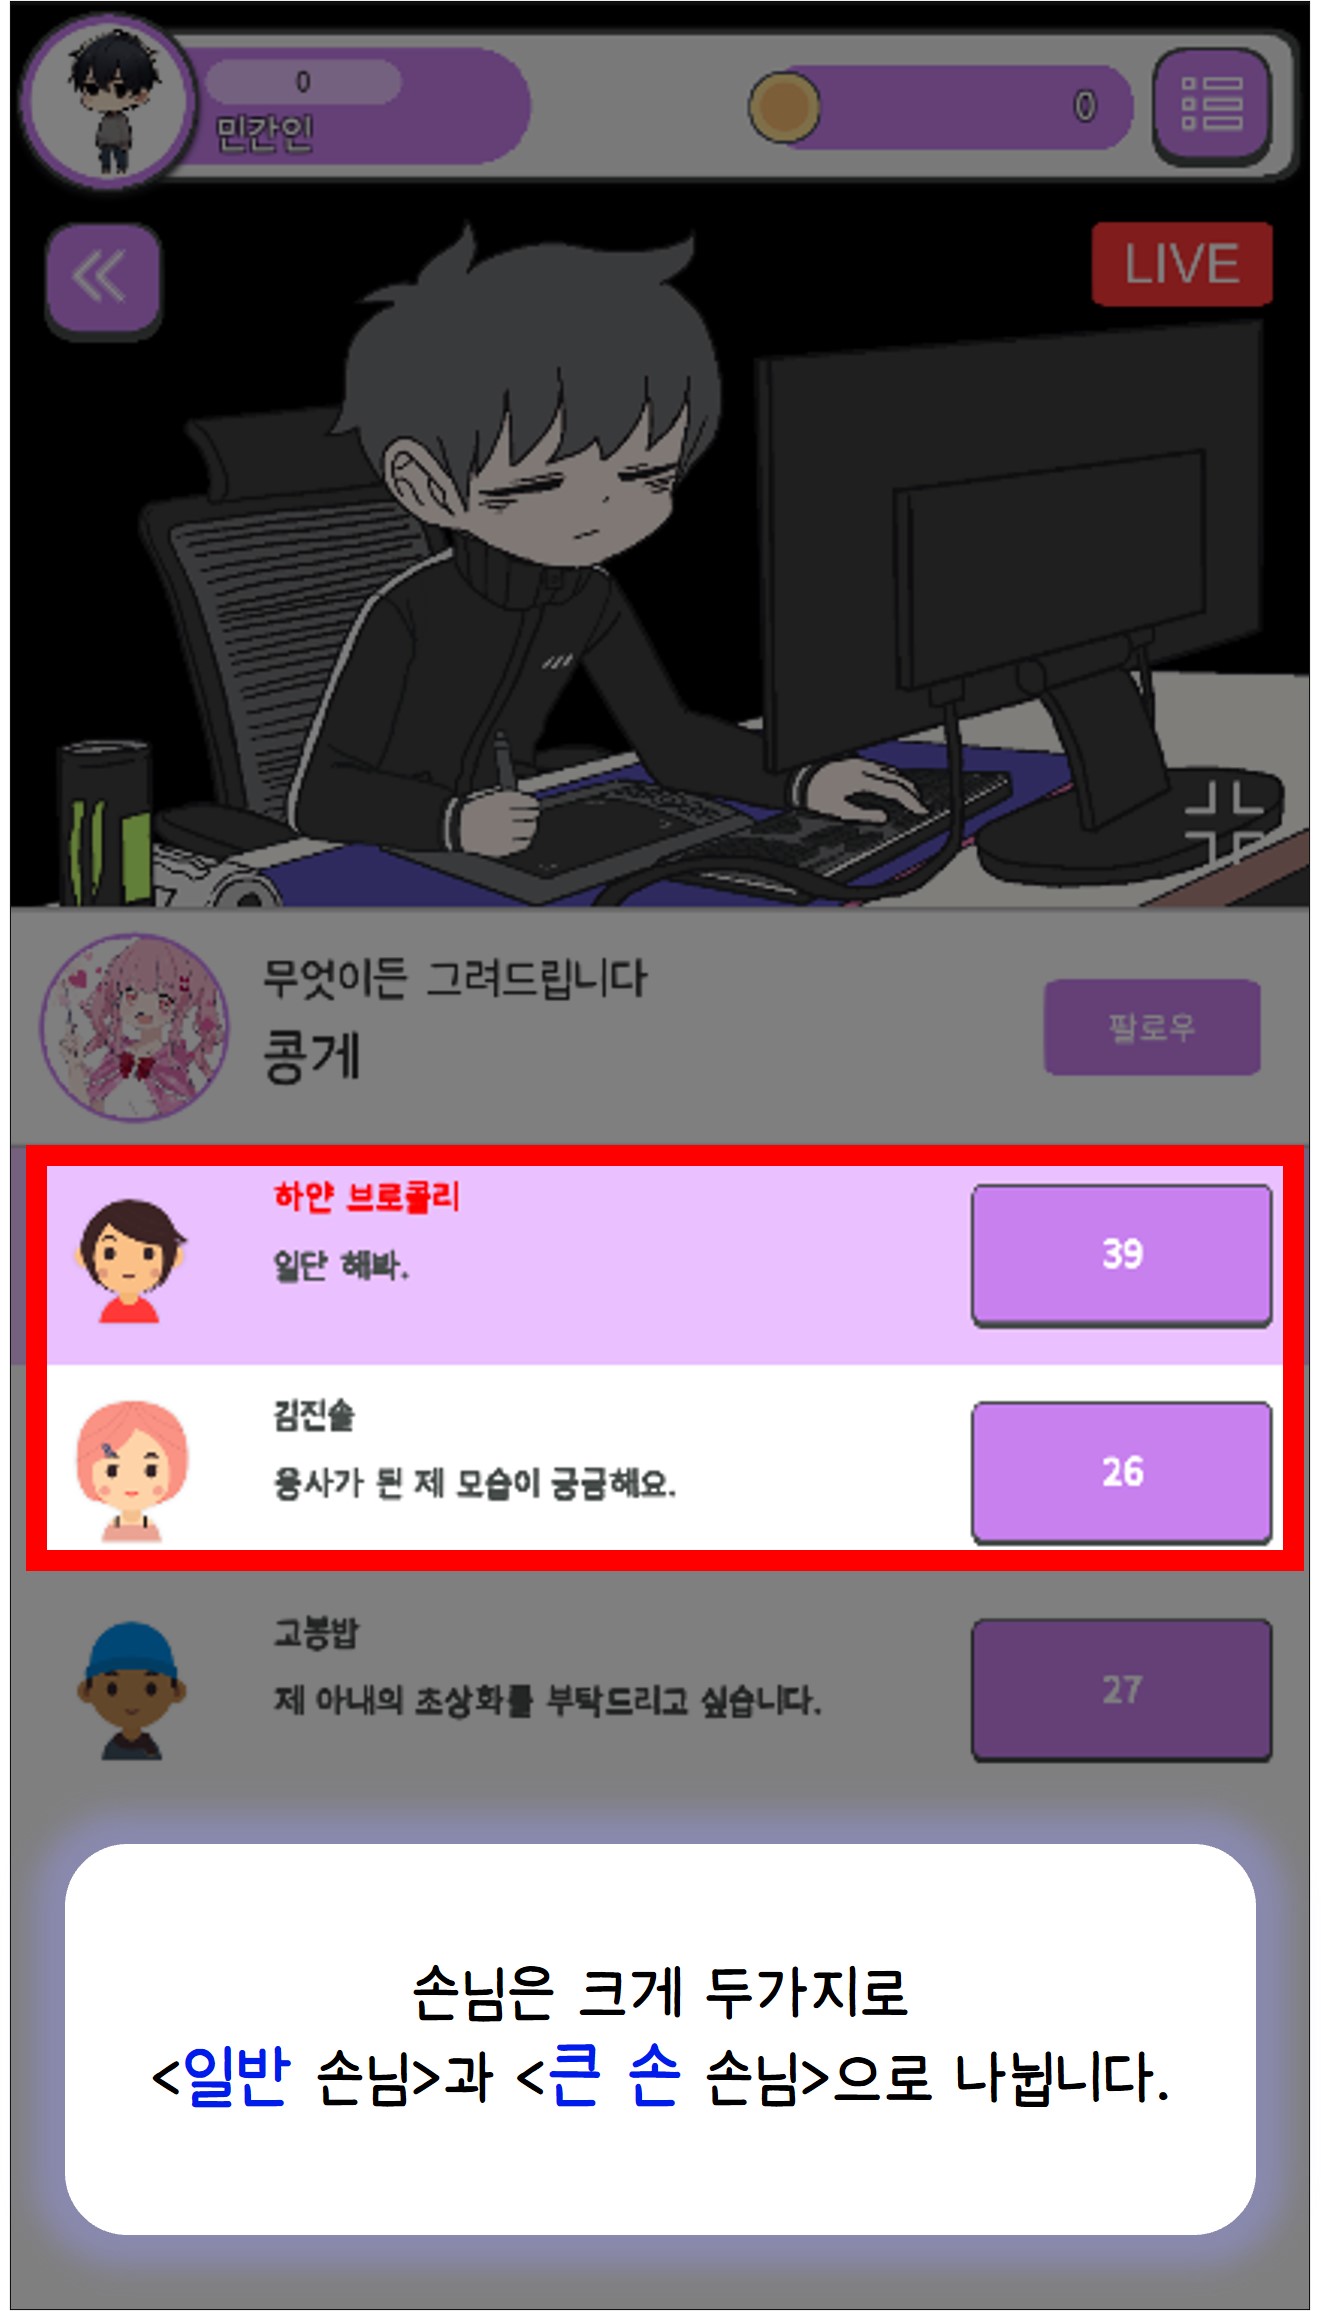 0
민간인
0
LIVE
무엇이든 그려드립니다
콩게
팔로우
하얀 브로콜리
일단 해봐.
39
김진솔
용사가 된 제 모습이 궁금해요.
26
고봉밥
제 아내의 초상화를 부탁드리고 싶습니다.
27
손님은 크게 두가지로
<일반 손님>과 <큰 손 손님>으로 나뉩니다.